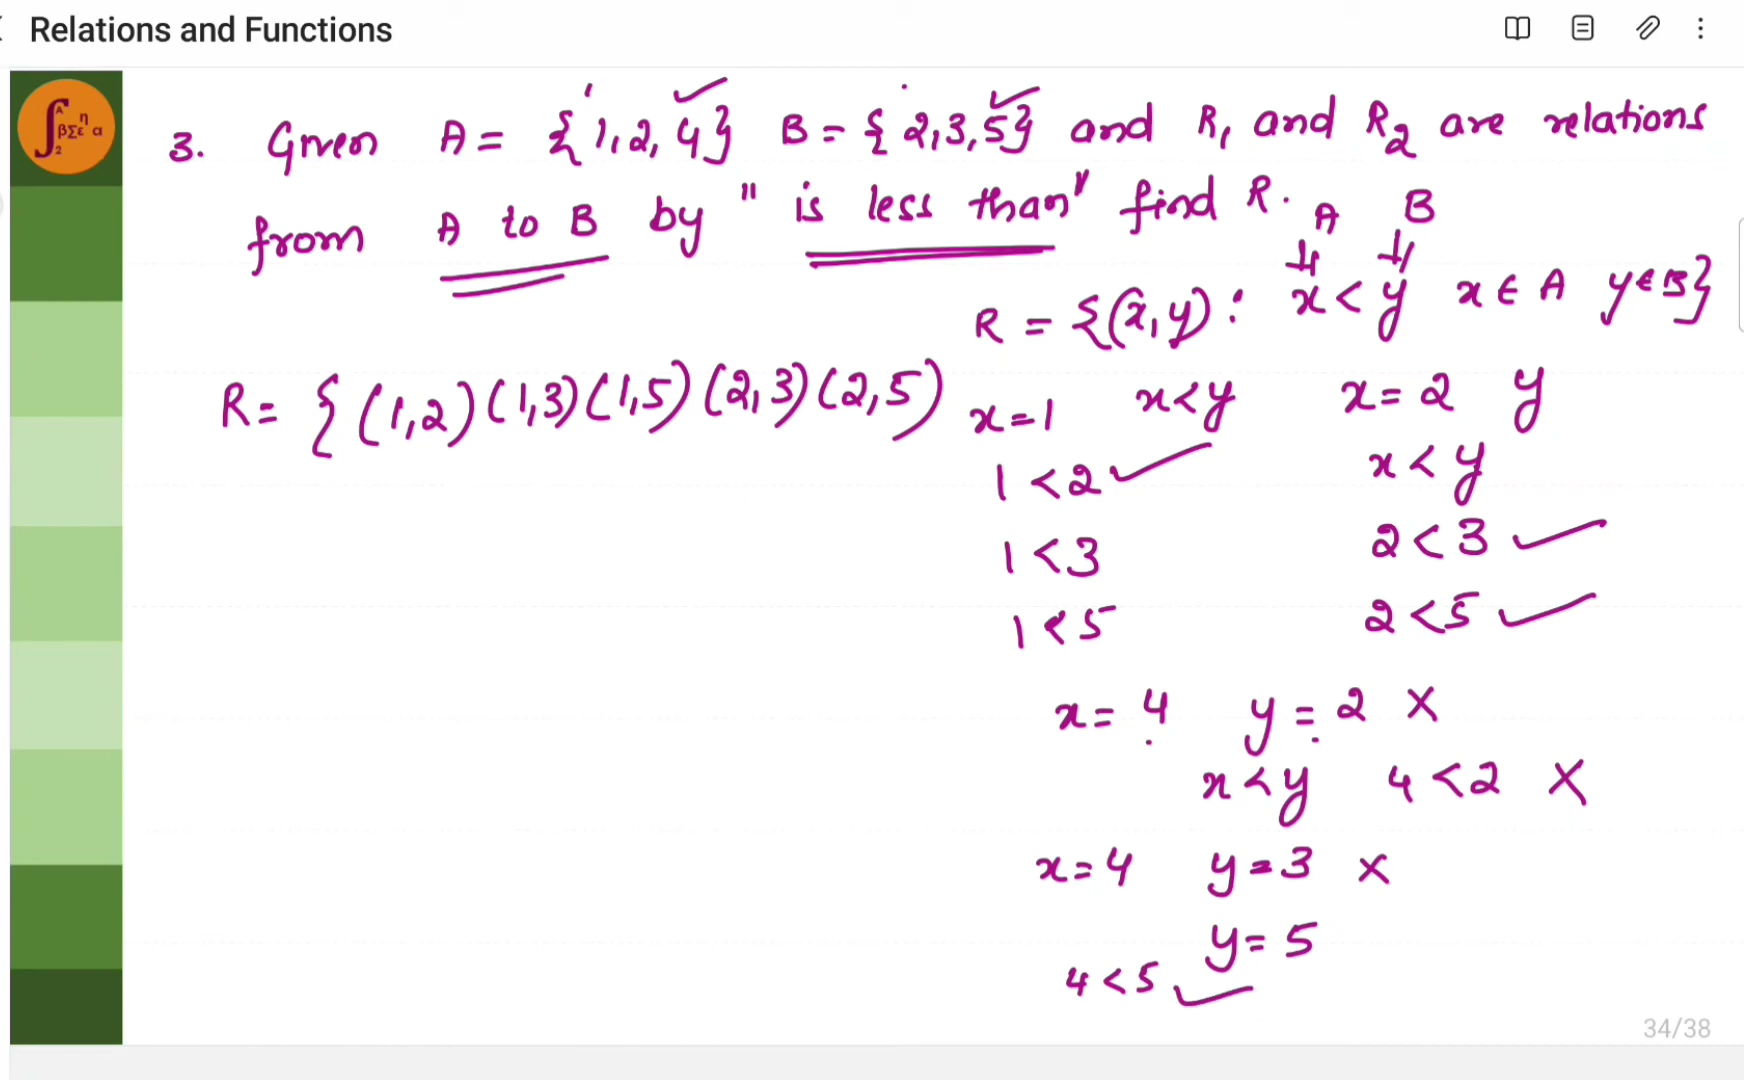 Relations and Functions
3. Given A = {1, 2, 4} B = {2, 3, 5} and R₁ and R₂ are relations
from A to B by "is less than" find R.
A B
R = {(x, y) : x < y x ∈ A y ∈ B}
R = { (1,2) (1,3) (1,5) (2,3) (2,5)
x = 1 x < y x = 2 y
1 < 2 ✓ x < y
1 < 3 2 < 3 ✓
1 < 5 2 < 5 ✓
x = 4 y = 2 ×
x < y 4 < 2 ×
x = 4 y = 3 ×
y = 5
4 < 5 ✓
34/38